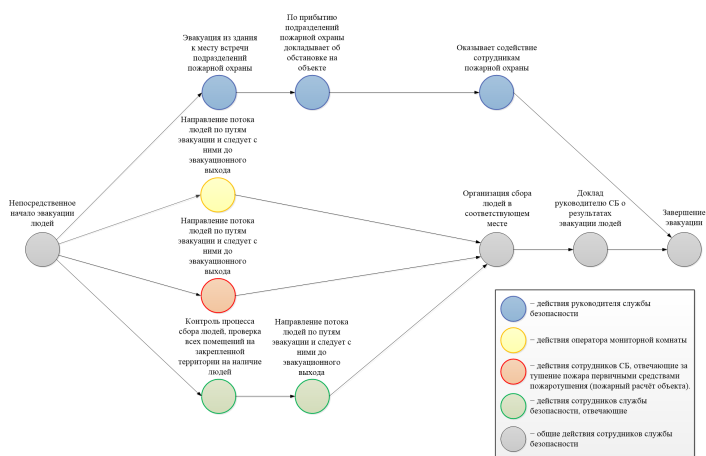 По прибытию
подразделений
пожарной охраны
докладывает об
обстановке на
объекте
Эвакуация из здания
к месту встречи
подразделений
пожарной охраны
Оказывает содействие
сотрудникам
пожарной охраны
Направление потока
людей по путям
эвакуации и следует с
ними до
эвакуационного
выхода
Непосредственное
начало эвакуации
людей
Направление потока
людей по путям
эвакуации и следует с
ними до
эвакуационного
выхода
Организация сбора
людей в
соответствующем
месте
Доклад
руководителю СБ о
результатах
эвакуации людей
Завершение
эвакуации
Контроль процесса
сбора людей, проверка
всех помещений на
закрепленной
территории на наличие
людей
Направление потока
людей по путям
эвакуации и следует с
ними до
эвакуационного
выхода
– действия руководителя службы
безопасности
– действия оператора мониторной комнаты
– действия сотрудников СБ, отвечающие за
тушение пожара первичными средствами
пожаротушения (пожарный расчёт объекта).
– действия сотрудников службы
безопасности, отвечающие
– общие действия сотрудников службы
безопасности